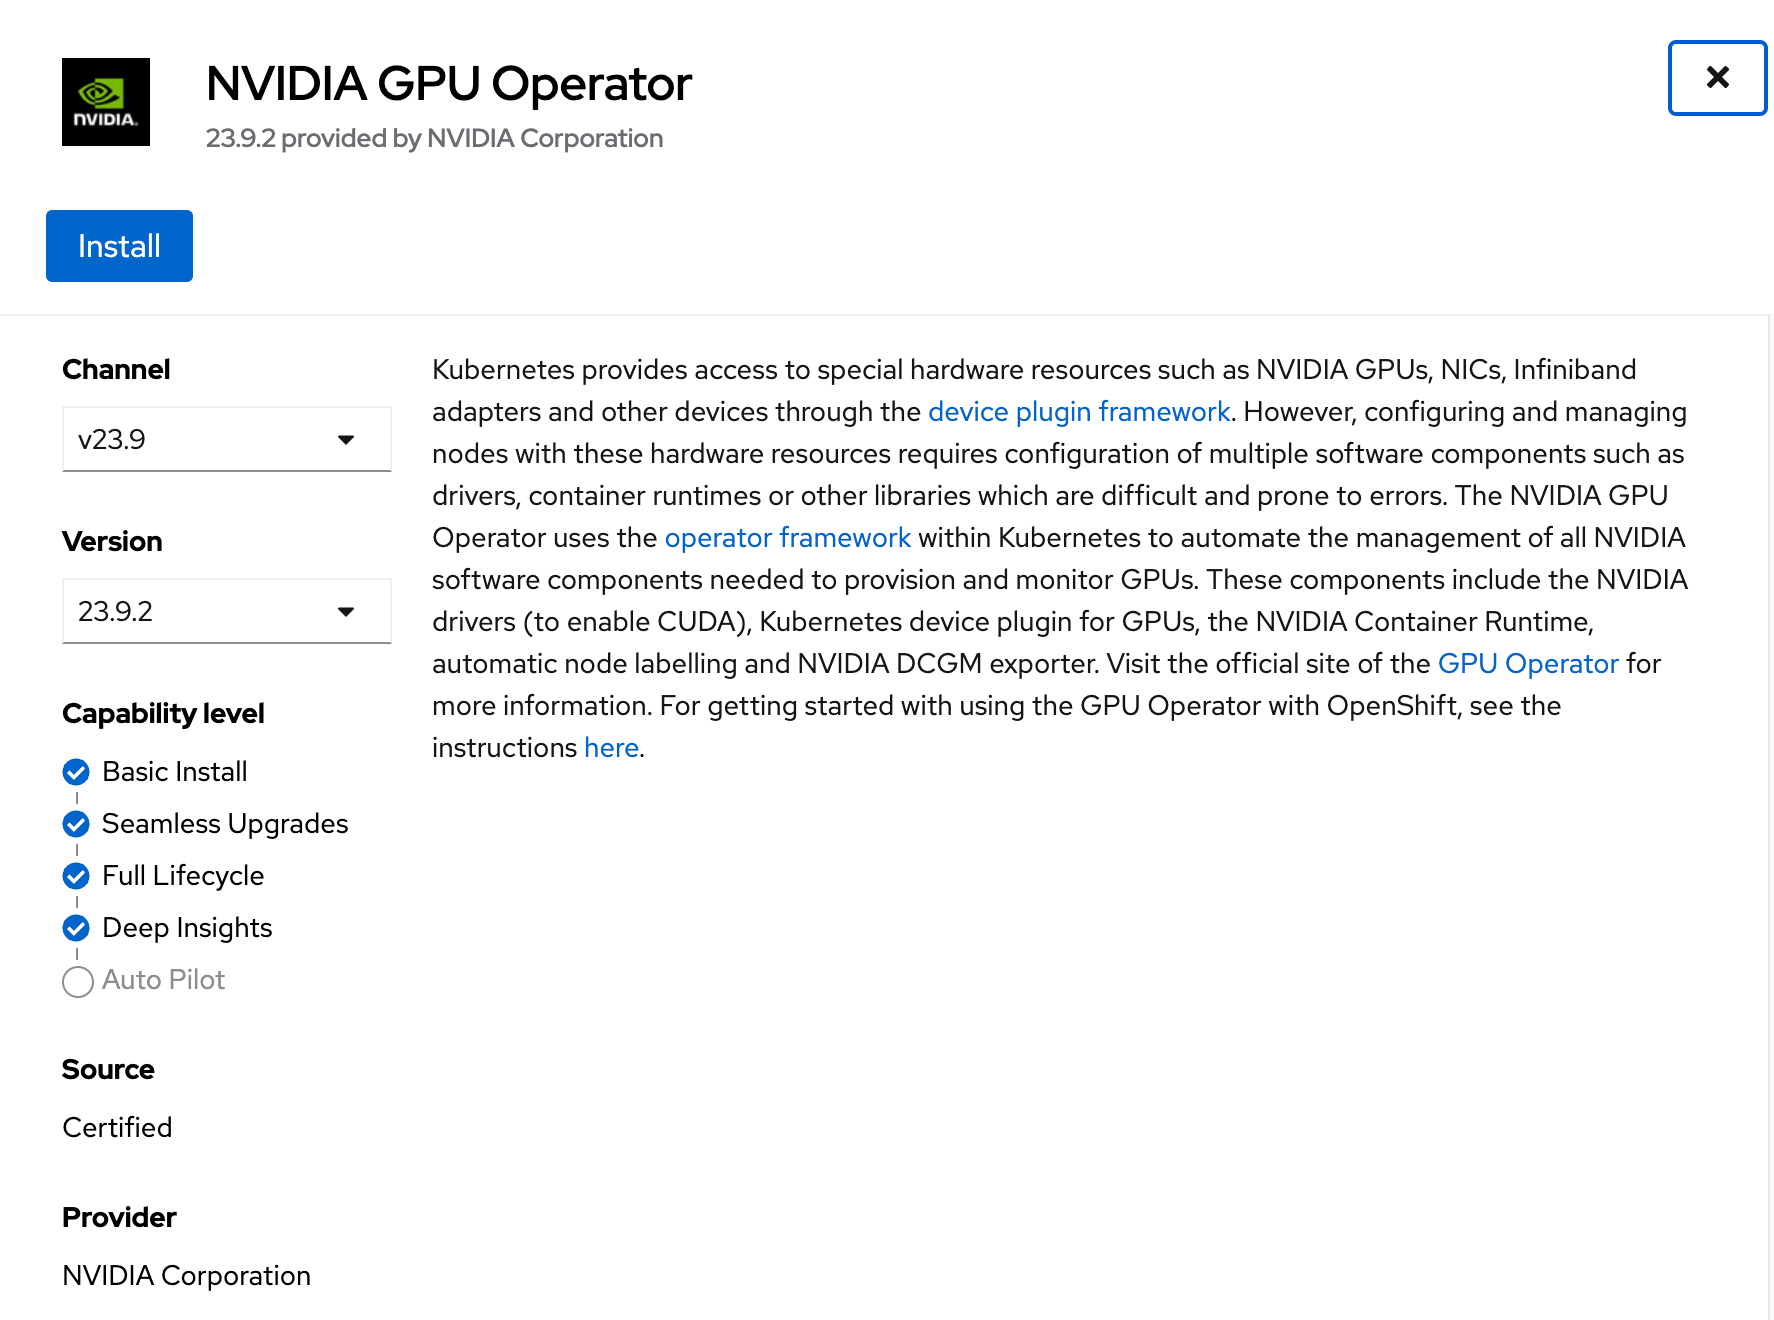 NVIDIA.
NVIDIA GPU Operator
23.9.2 provided by NVIDIA Corporation
Install
Channel
v23.9
Version
23.9.2
Capability level
Basic Install
Seamless Upgrades
Full Lifecycle
Deep Insights
Auto Pilot
Source
Certified
Provider
NVIDIA Corporation
Kubernetes provides access to special hardware resources such as NVIDIA GPUs, NICs, Infiniband
adapters and other devices through the device plugin framework. However, configuring and managing
nodes with these hardware resources requires configuration of multiple software components such as
drivers, container runtimes or other libraries which are difficult and prone to errors. The NVIDIA GPU
Operator uses the operator framework within Kubernetes to automate the management of all NVIDIA
software components needed to provision and monitor GPUs. These components include the NVIDIA
drivers (to enable CUDA), Kubernetes device plugin for GPUs, the NVIDIA Container Runtime,
automatic node labelling and NVIDIA DCGM exporter. Visit the official site of the GPU Operator for
more information. For getting started with using the GPU Operator with OpenShift, see the
instructions here.